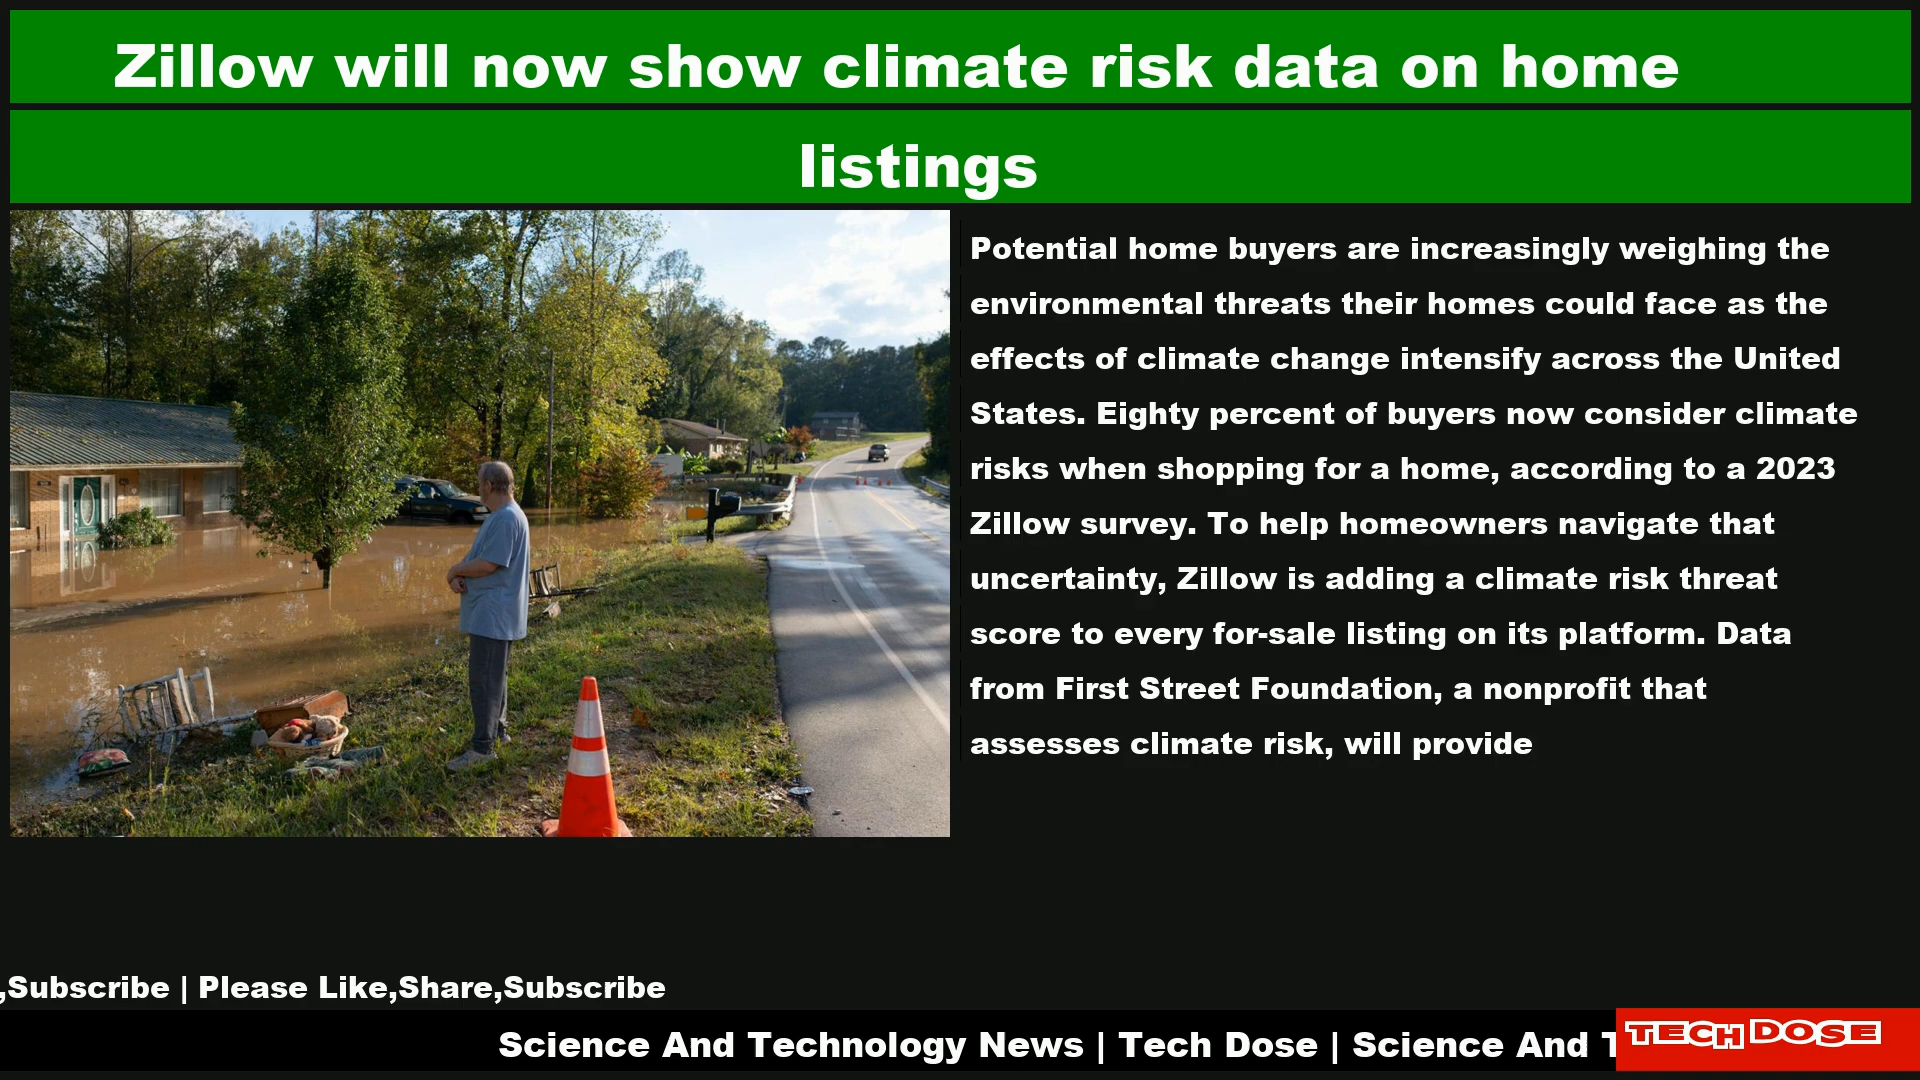 Zillow will now show climate risk data on home
listings
Potential home buyers are increasingly weighing the
environmental threats their homes could face as the
effects of climate change intensify across the United
States. Eighty percent of buyers now consider climate
risks when shopping for a home, according to a 2023
Zillow survey. To help homeowners navigate that
uncertainty, Zillow is adding a climate risk threat
score to every for-sale listing on its platform. Data
from First Street Foundation, a nonprofit that
assesses climate risk, will provide
,Subscribe | Please Like,Share,Subscribe
Science And Technology News | Tech Dose | Science And T
TECH DOSE